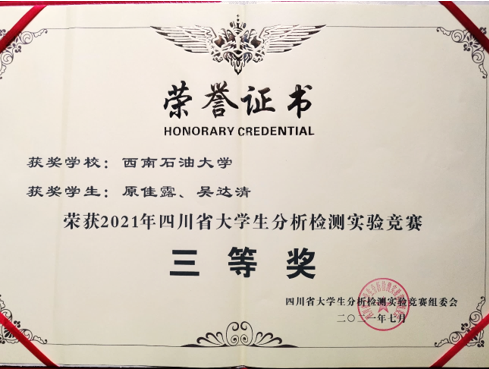 荣誉证书
HONORARY CREDENTIAL
获奖学校：西南石油大学
获奖学生：原佳露、吴达清
荣获2021年四川省大学生分析检测实验竞赛
三等奖
四川省大学生分析检测实验竞赛组委会
二〇二一年七月